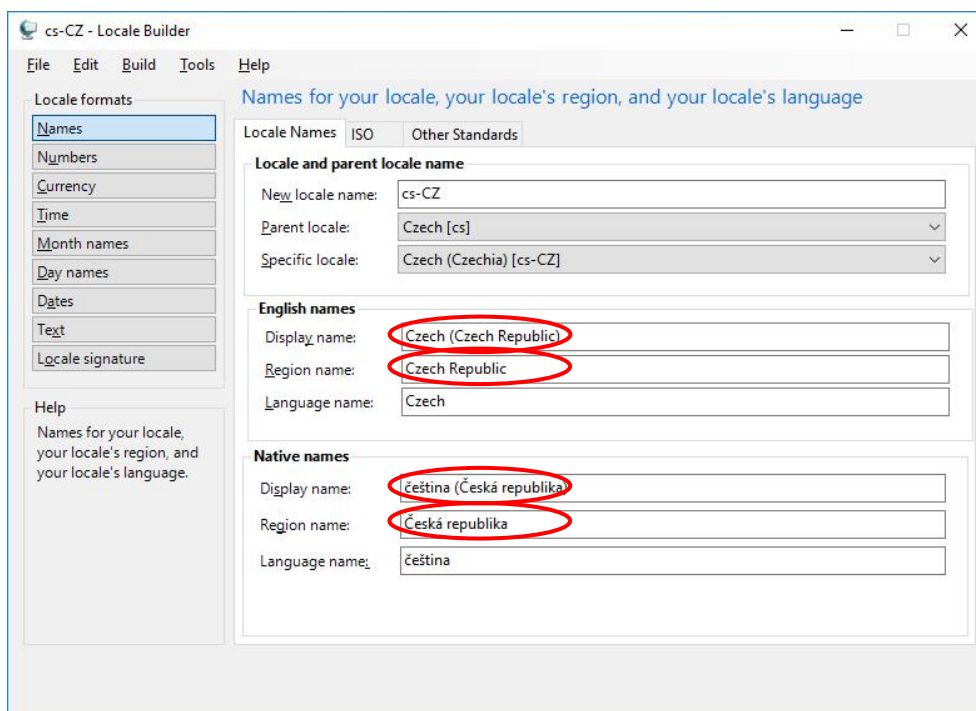 cs-CZ - Locale Builder
File Edit Build Tools Help
Locale formats
Names
Numbers
Currency
Time
Month names
Day names
Dates
Text
Locale signature
Help
Names for your locale,
your locale's region, and
your locale's language.
Names for your locale, your locale's region, and your locale's language
Locale Names ISO Other Standards
Locale and parent locale name
New locale name: cs-CZ
Parent locale: Czech [cs]
Specific locale: Czech (Czechia) [cs-CZ]
English names
Display name: Czech (Czech Republic)
Region name: Czech Republic
Language name: Czech
Native names
Display name: čeština (Česká republika)
Region name: Česká republika
Language name: čeština